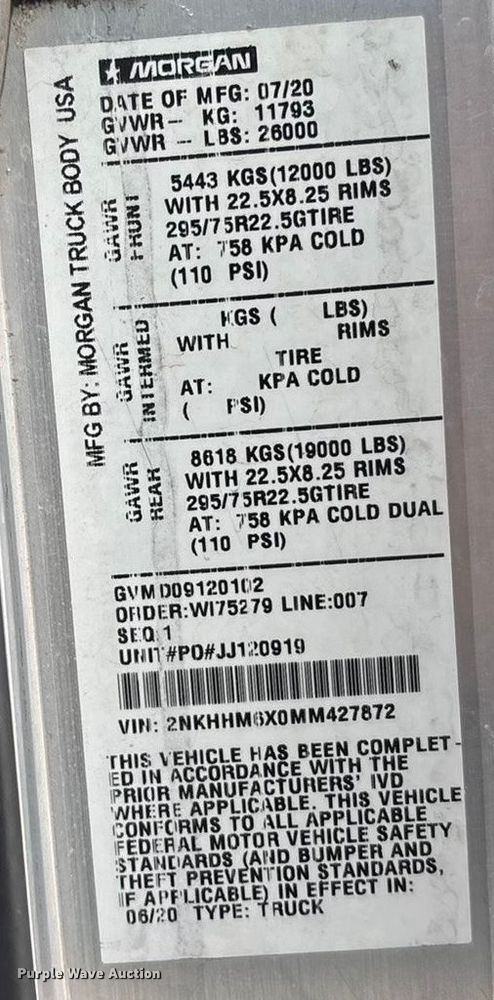 MORGAN
MFG BY: MORGAN TRUCK BODY USA
DATE OF MFG: 07/20
GVWR- KG: 11793
GVWR - LBS: 26000
GAWR FRONT
5443 KGS(12000 LBS)
WITH 22.5X8.25 RIMS
295/75R22.5GTIRE
AT: 758 KPA COLD
(110 PSI)
GAWR INTERMED
KGS ( LBS)
WITH RIMS
TIRE
AT: KPA COLD
( PSI)
GAWR REAR
8618 KGS(19000 LBS)
WITH 22.5X8.25 RIMS
295/75R22.5GTIRE
AT: 758 KPA COLD DUAL
(110 PSI)
GVMD09120102
ORDER:WI75279 LINE:007
SEQ 1
UNIT#PO#JJ120919
VIN: 2NKHHM6X0MM427872
THIS VEHICLE HAS BEEN COMPLET-
ED IN ACCORDANCE WITH THE
PRIOR MANUFACTURERS' IVD
WHERE APPLICABLE. THIS VEHICLE
CONFORMS TO ALL APPLICABLE
FEDERAL MOTOR VEHICLE SAFETY
STANDARDS (AND BUMPER AND
THEFT PREVENTION STANDARDS,
IF APPLICABLE) IN EFFECT IN:
06/20 TYPE: TRUCK
Purple Wave Auction